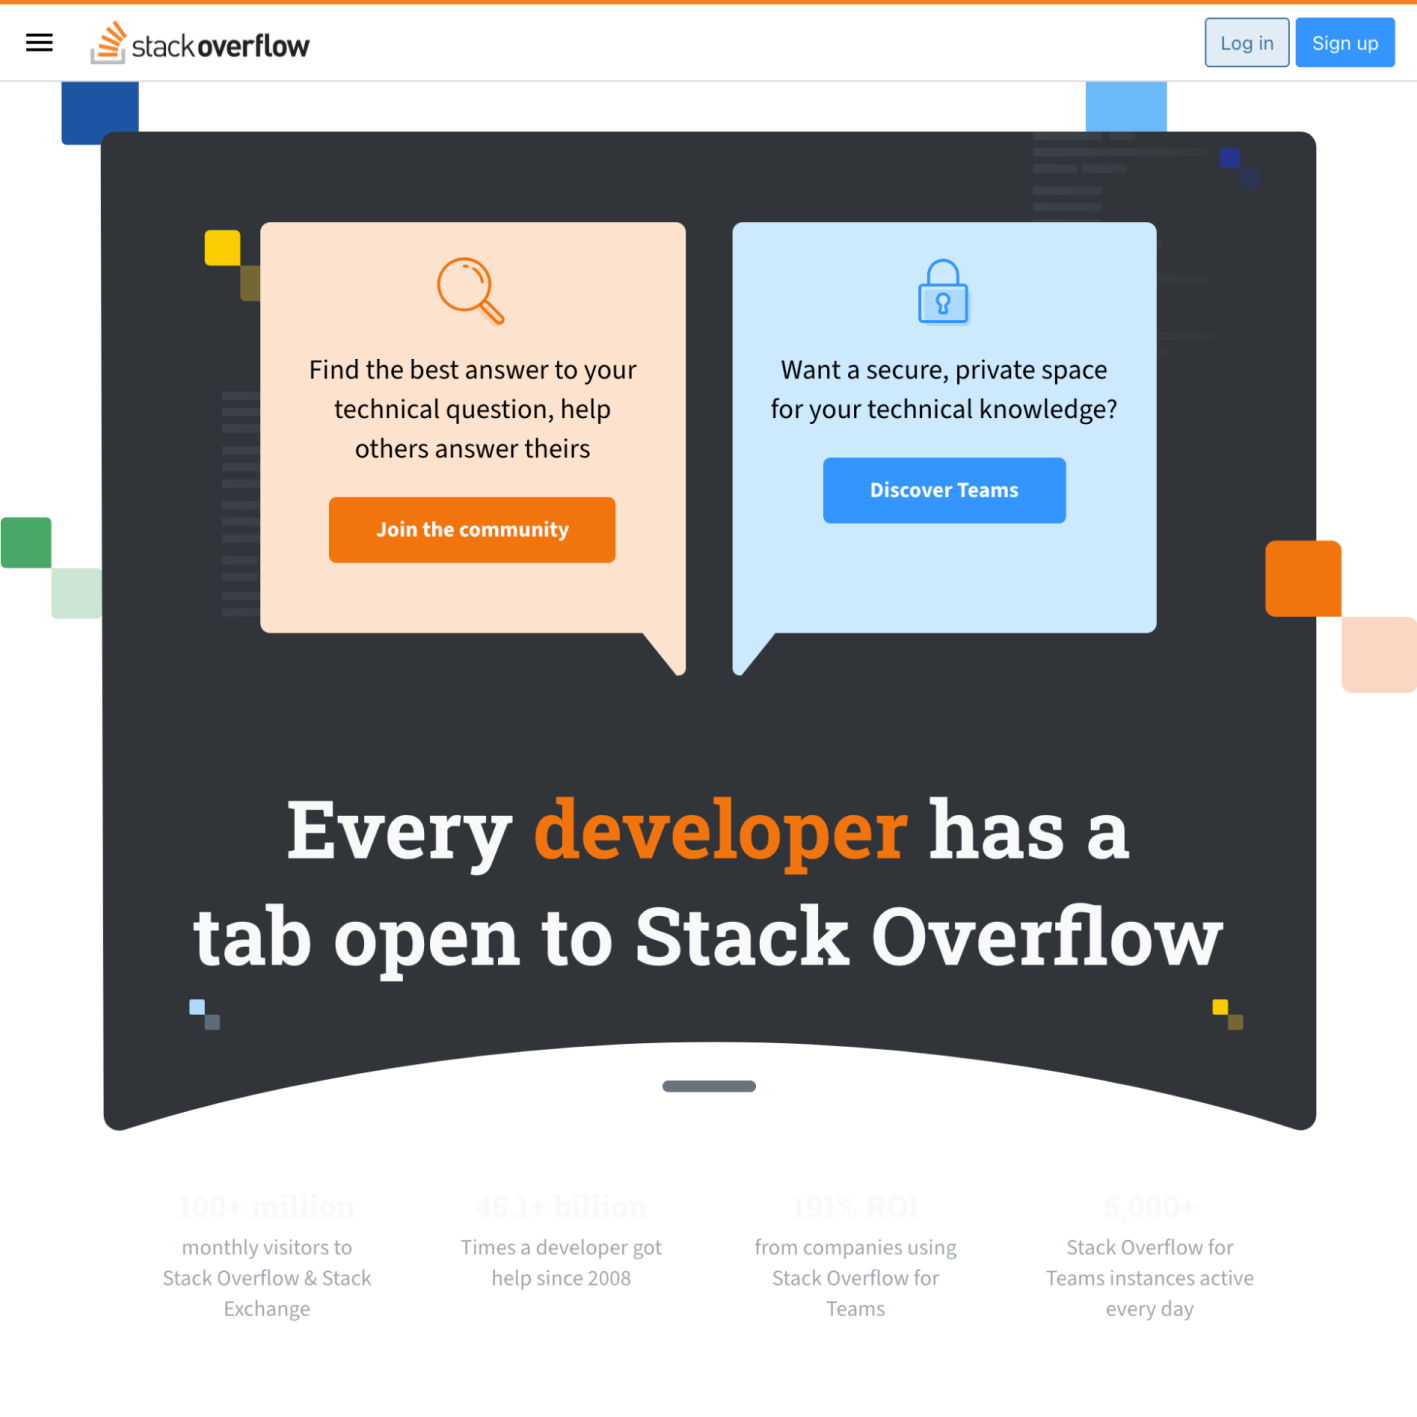 stackoverflow
Log in
Sign up
Find the best answer to your
technical question, help
others answer theirs
Join the community
Want a secure, private space
for your technical knowledge?
Discover Teams
Every developer has a
tab open to Stack Overflow
100+ million
monthly visitors to
Stack Overflow & Stack
Exchange
45.1+ billion
Times a developer got
help since 2008
191% ROI
from companies using
Stack Overflow for
Teams
5,000+
Stack Overflow for
Teams instances active
every day